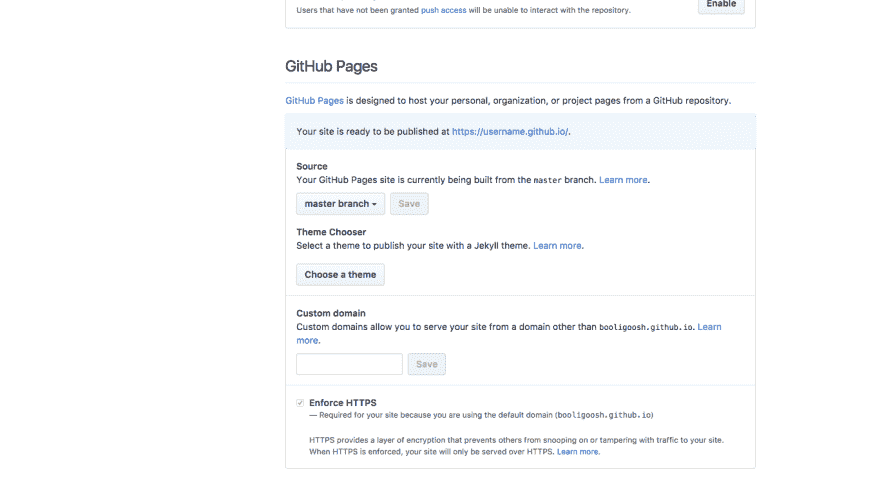 Users that have not been granted push access will be unable to interact with the repository.
Enable
GitHub Pages
GitHub Pages is designed to host your personal, organization, or project pages from a GitHub repository.
Your site is ready to be published at https://username.github.io/.
Source
Your GitHub Pages site is currently being built from the master branch. Learn more.
master branch
Save
Theme Chooser
Select a theme to publish your site with a Jekyll theme. Learn more.
Choose a theme
Custom domain
Custom domains allow you to serve your site from a domain other than booligoosh.github.io. Learn
more.
Save
Enforce HTTPS
— Required for your site because you are using the default domain (booligoosh.github.io)
HTTPS provides a layer of encryption that prevents others from snooping on or tampering with traffic to your site.
When HTTPS is enforced, your site will only be served over HTTPS. Learn more.